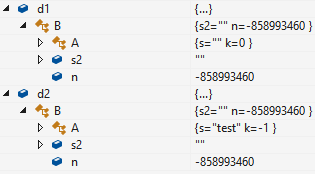 d1 {...}
B {s2="" n=-858993460 }
A {s="" k=0 }
s2 ""
n -858993460
d2 {...}
B {s2="" n=-858993460 }
A {s="test" k=-1 }
s2 ""
n -858993460